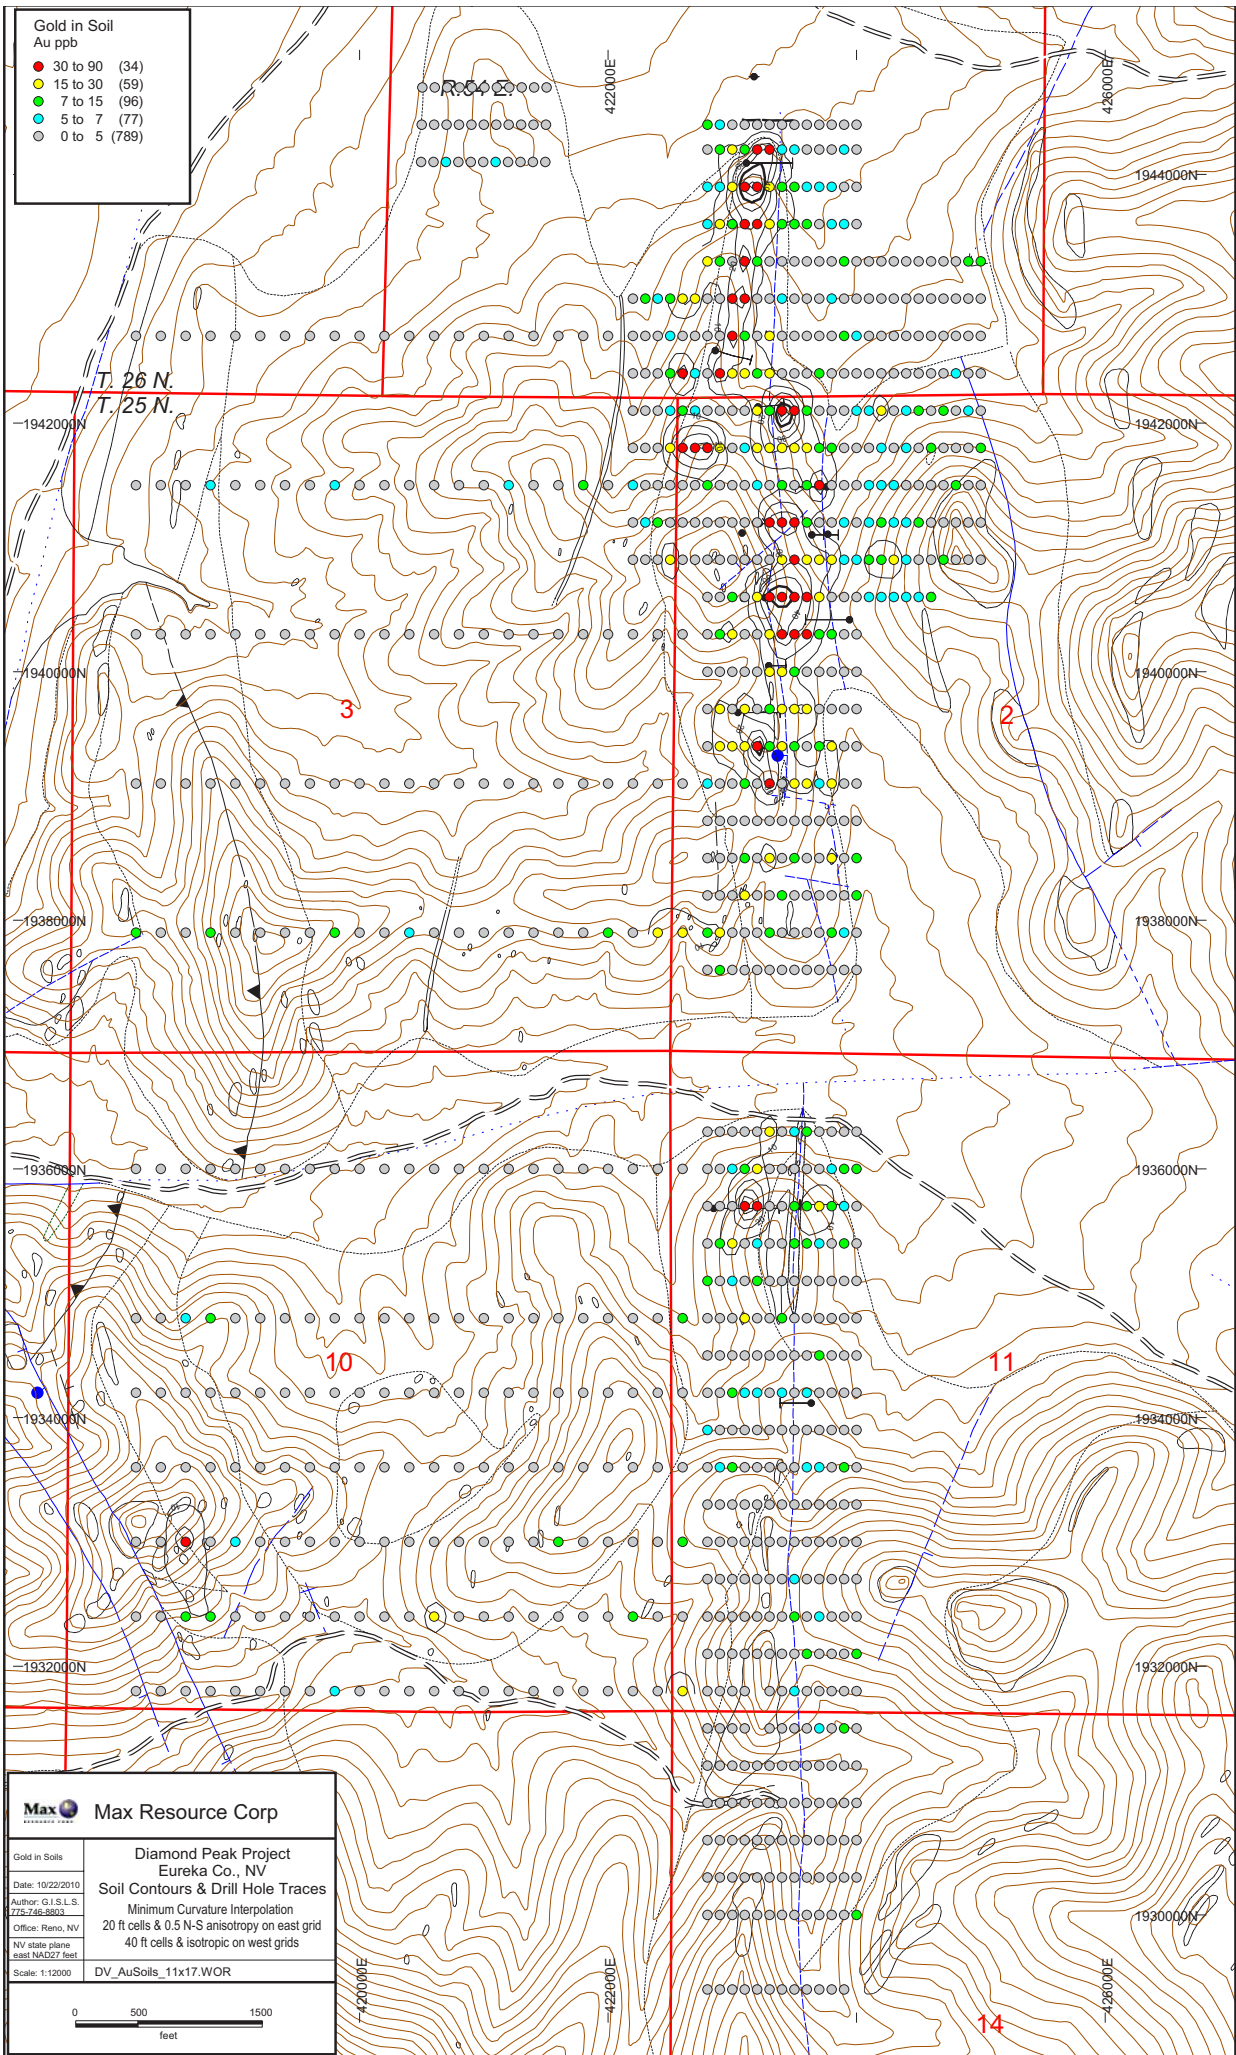 Gold in Soil
Au ppb
30 to 90 (34)
15 to 30 (59)
7 to 15 (96)
5 to 7 (77)
0 to 5 (789)
R.54 E.
422000E
426000E
1944000N
1944000N
T. 26 N.
T. 25 N.
1942000N
1942000N
1940000N
1940000N
3
2
1938000N
1938000N
1936000N
1936000N
10
11
1934000N
1934000N
1932000N
1932000N
1930000N
420000E
422000E
426000E
14
Max
Max Resource Corp
Gold in Soils
Date: 10/22/2010
Author: G.I.S.L.S.
775-746-8803
Office: Reno, NV
NV state plane
east NAD27 feet
Scale: 1:12000
Diamond Peak Project
Eureka Co., NV
Soil Contours & Drill Hole Traces
Minimum Curvature Interpolation
20 ft cells & 0.5 N-S anisotropy on east grid
40 ft cells & isotropic on west grids
DV_AuSoils_11x17.WOR
0 500 1500
feet